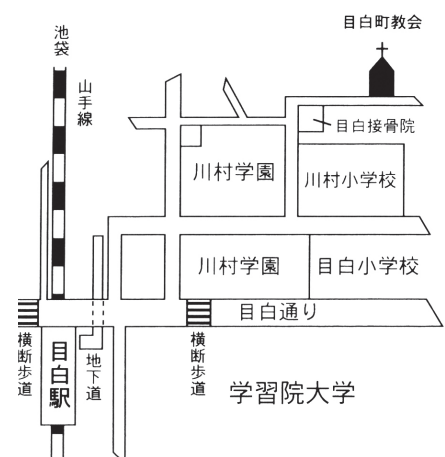 目白町教会
池袋
山手線
目白接骨院
川村学園
川村小学校
川村学園
目白小学校
目白通り
横断歩道
目白駅
地下道
横断歩道
学習院大学